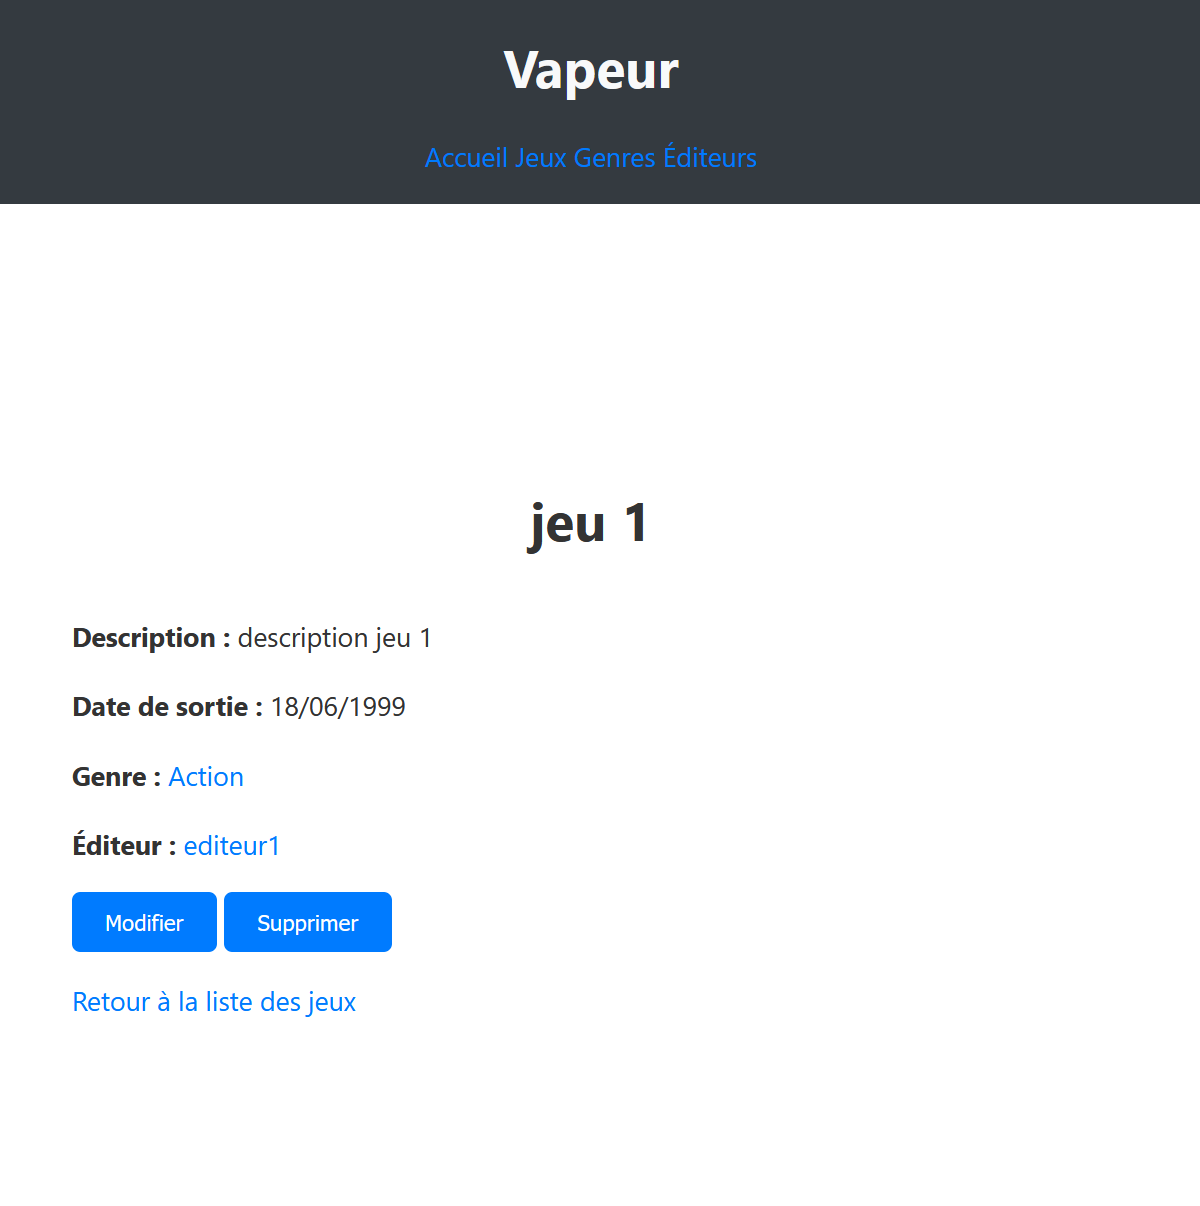 Vapeur
Accueil Jeux Genres Éditeurs
jeu 1
Description : description jeu 1
Date de sortie : 18/06/1999
Genre : Action
Éditeur : editeur1
Modifier Supprimer
Retour à la liste des jeux